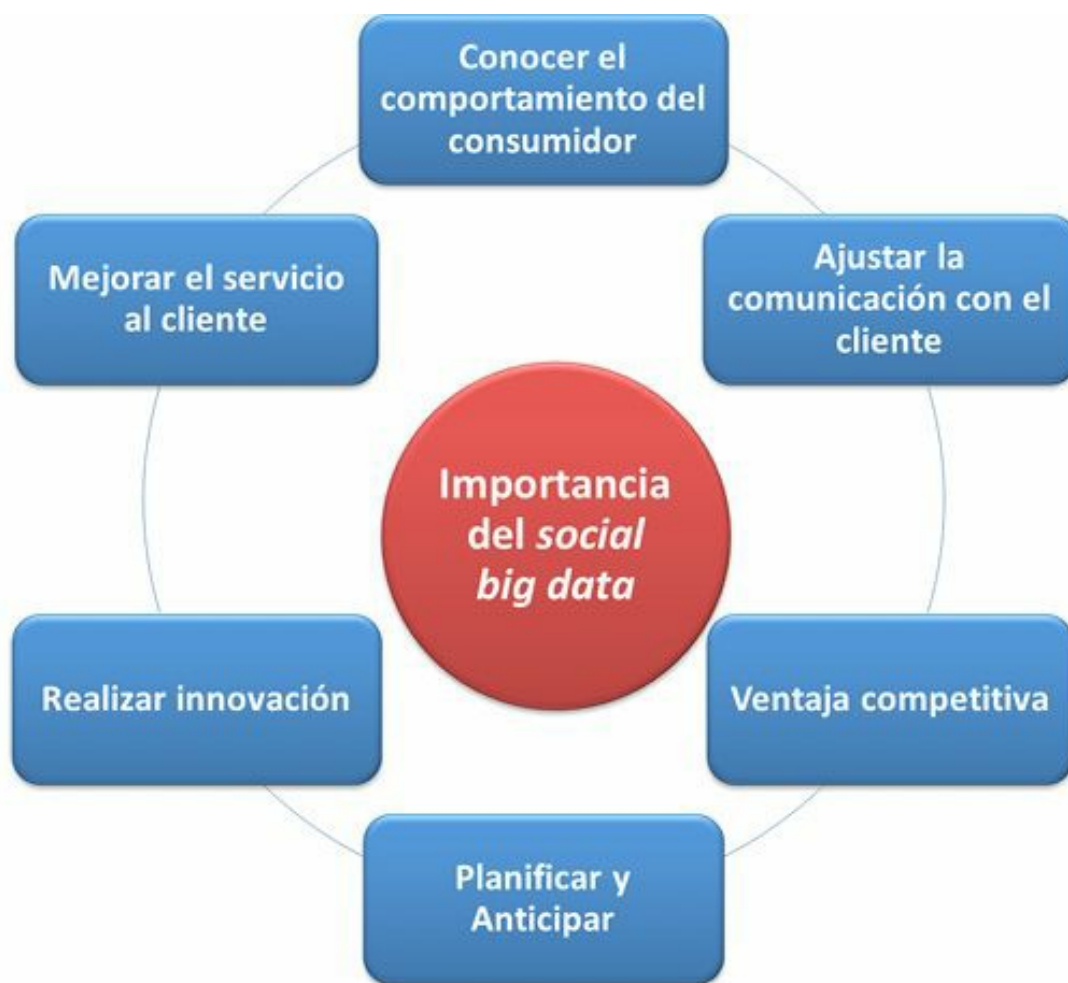 Conocer el
comportamiento del
consumidor
Ajustar la
comunicación con el
cliente
Ventaja competitiva
Planificar y
Anticipar
Realizar innovación
Mejorar el servicio
al cliente
Importancia
del social
big data